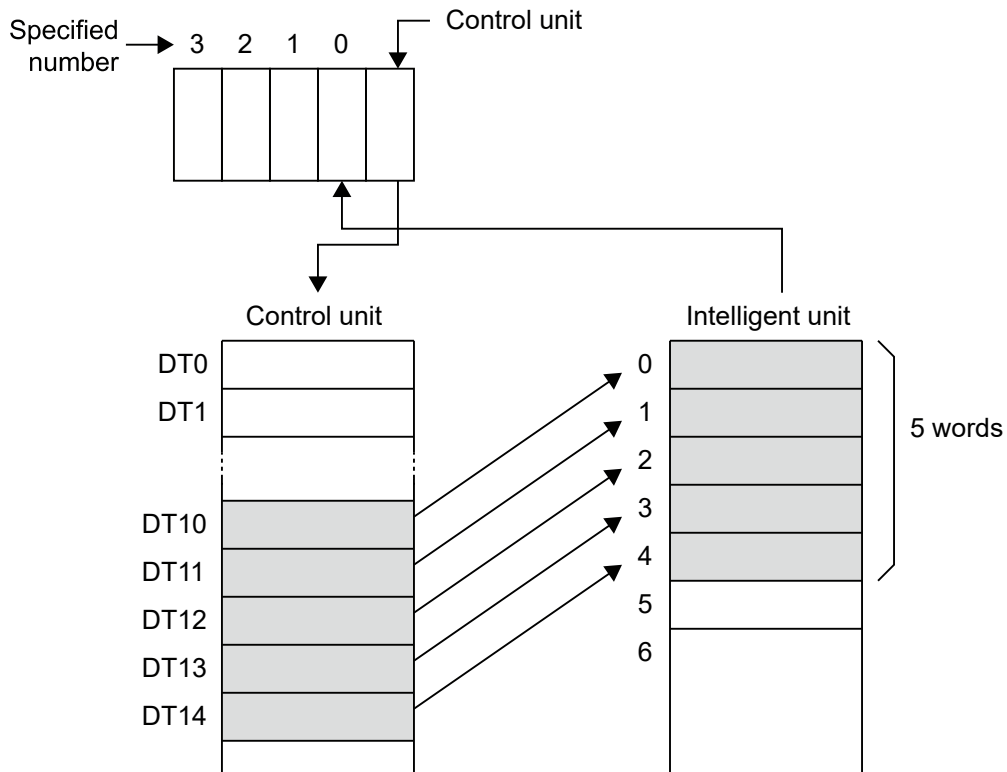 Specified
number
3 2 1 0
Control unit
Control unit
DT0
DT1
DT10
DT11
DT12
DT13
DT14
Intelligent unit
0
1
2
3
4
5
6
5 words